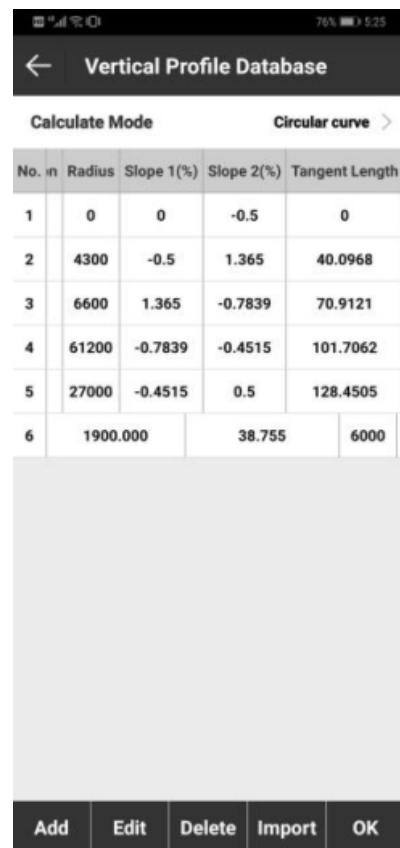 76% 5:25
Vertical Profile Database
Calculate Mode Circular curve
No. on Radius Slope 1(%) Slope 2(%) Tangent Length
1 0 0 -0.5 0
2 4300 -0.5 1.365 40.0968
3 6600 1.365 -0.7839 70.9121
4 61200 -0.7839 -0.4515 101.7062
5 27000 -0.4515 0.5 128.4505
6 1900.000 38.755 6000
Add Edit Delete Import OK